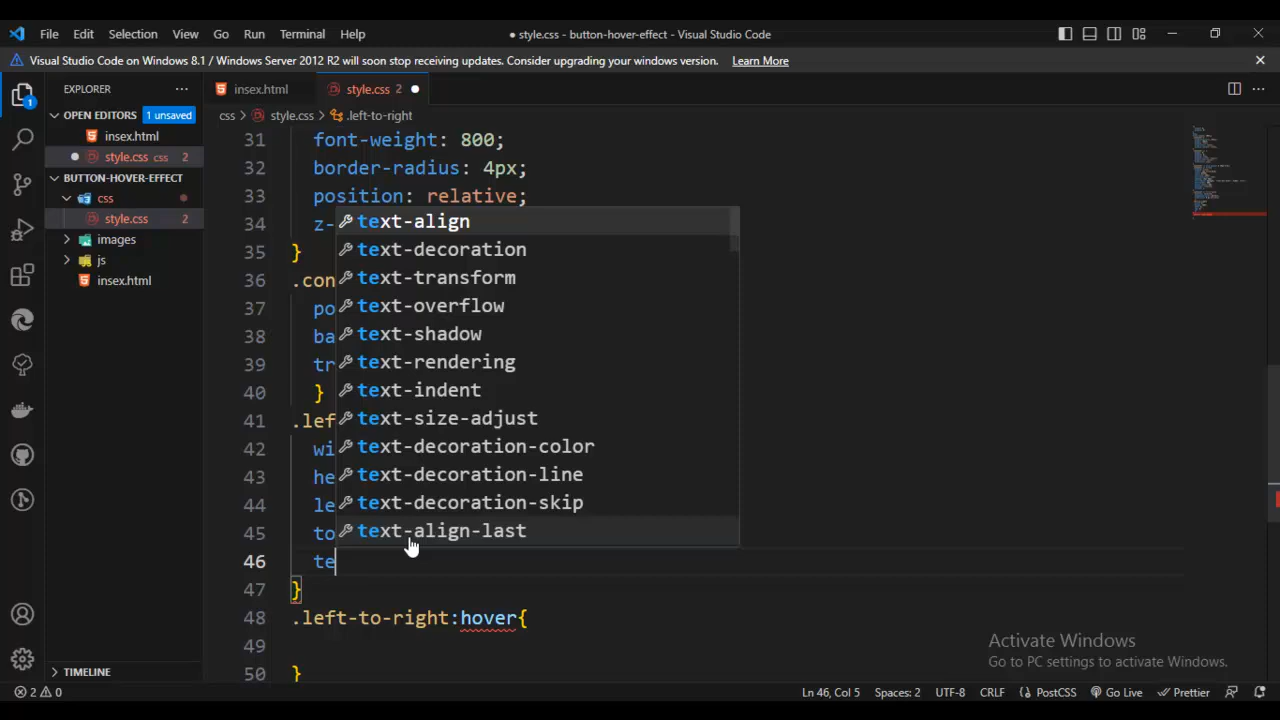 File Edit Selection View Go Run Terminal Help
● style.css - button-hover-effect - Visual Studio Code
Visual Studio Code on Windows 8.1 / Windows Server 2012 R2 will soon stop receiving updates. Consider upgrading your windows version. Learn More
EXPLORER
OPEN EDITORS 1 unsaved
insex.html
style.css css 2
BUTTON-HOVER-EFFECT
css
style.css 2
images
js
insex.html
TIMELINE
1
insex.html style.css 2
css > style.css > .left-to-right
31 font-weight: 800;
32 border-radius: 4px;
33 position: relative;
34 z-
35 }
36 .con
37 po
38 ba
39 tr
40 }
41 .lef
42 wi
43 he
44 le
45 to
46 te
47 }
48 .left-to-right:hover{
49
50 }
text-align
text-decoration
text-transform
text-overflow
text-shadow
text-rendering
text-indent
text-size-adjust
text-decoration-color
text-decoration-line
text-decoration-skip
text-align-last
Activate Windows
Go to PC settings to activate Windows.
2 0
Ln 46, Col 5 Spaces: 2 UTF-8 CRLF PostCSS Go Live Prettier